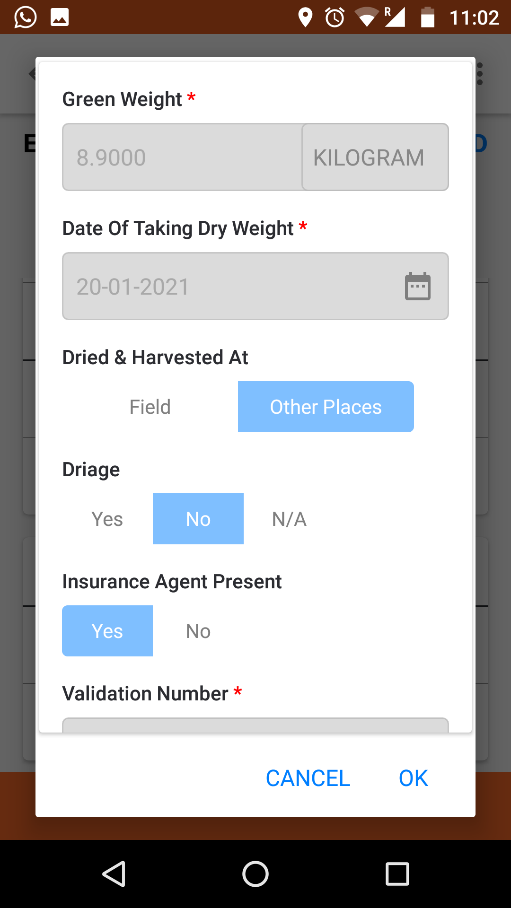 R
11:02
E
D
Green Weight *
8.9000 KILOGRAM
Date Of Taking Dry Weight *
20-01-2021
Dried & Harvested At
Field Other Places
Driage
Yes No N/A
Insurance Agent Present
Yes No
Validation Number *
CANCEL OK